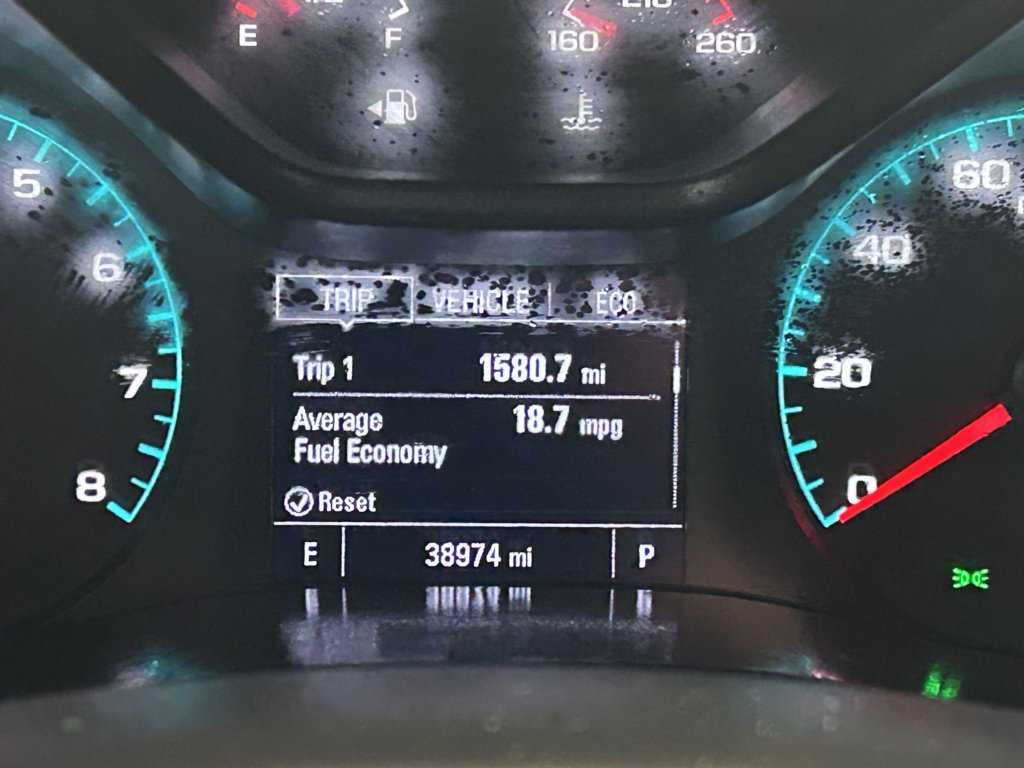 E F 160 210 260
5 60
6 40
TRIP VEHICLE ECO
7 20
Trip 1 1580.7 mi
Average 18.7 mpg
Fuel Economy
8 0
Reset
E 38974 mi P